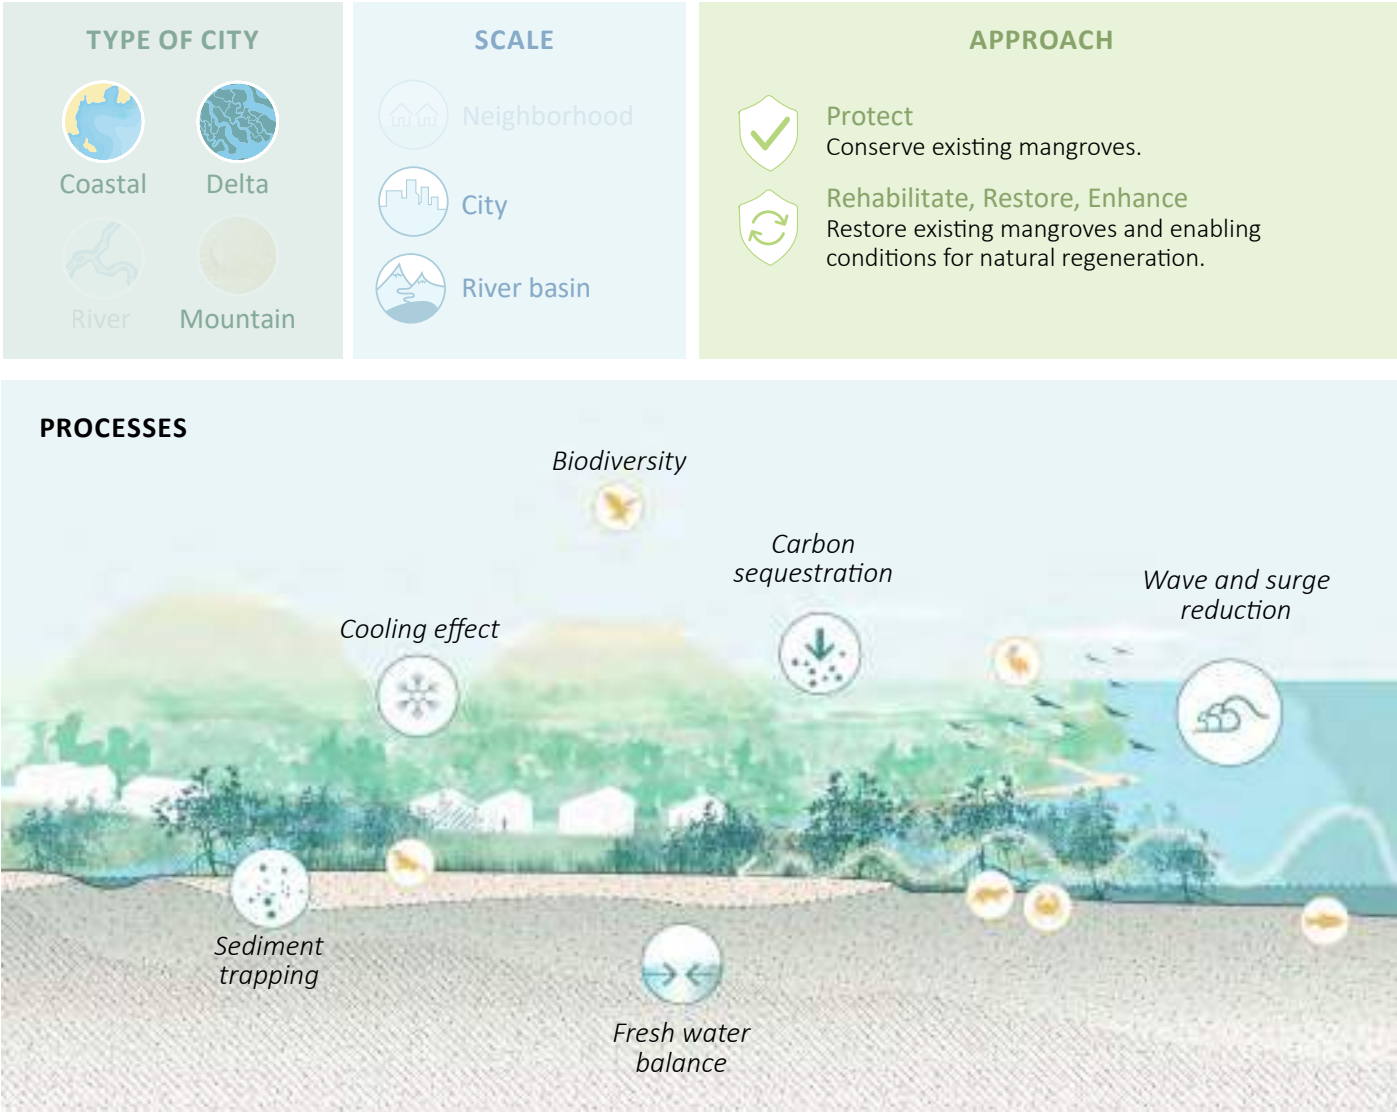 TYPE OF CITY
Coastal
Delta
River
Mountain
SCALE
Neighborhood
City
River basin
APPROACH
Protect
Conserve existing mangroves.
Rehabilitate, Restore, Enhance
Restore existing mangroves and enabling
conditions for natural regeneration.
PROCESSES
Biodiversity
Carbon
sequestration
Wave and surge
reduction
Cooling effect
Sediment
trapping
Fresh water
balance